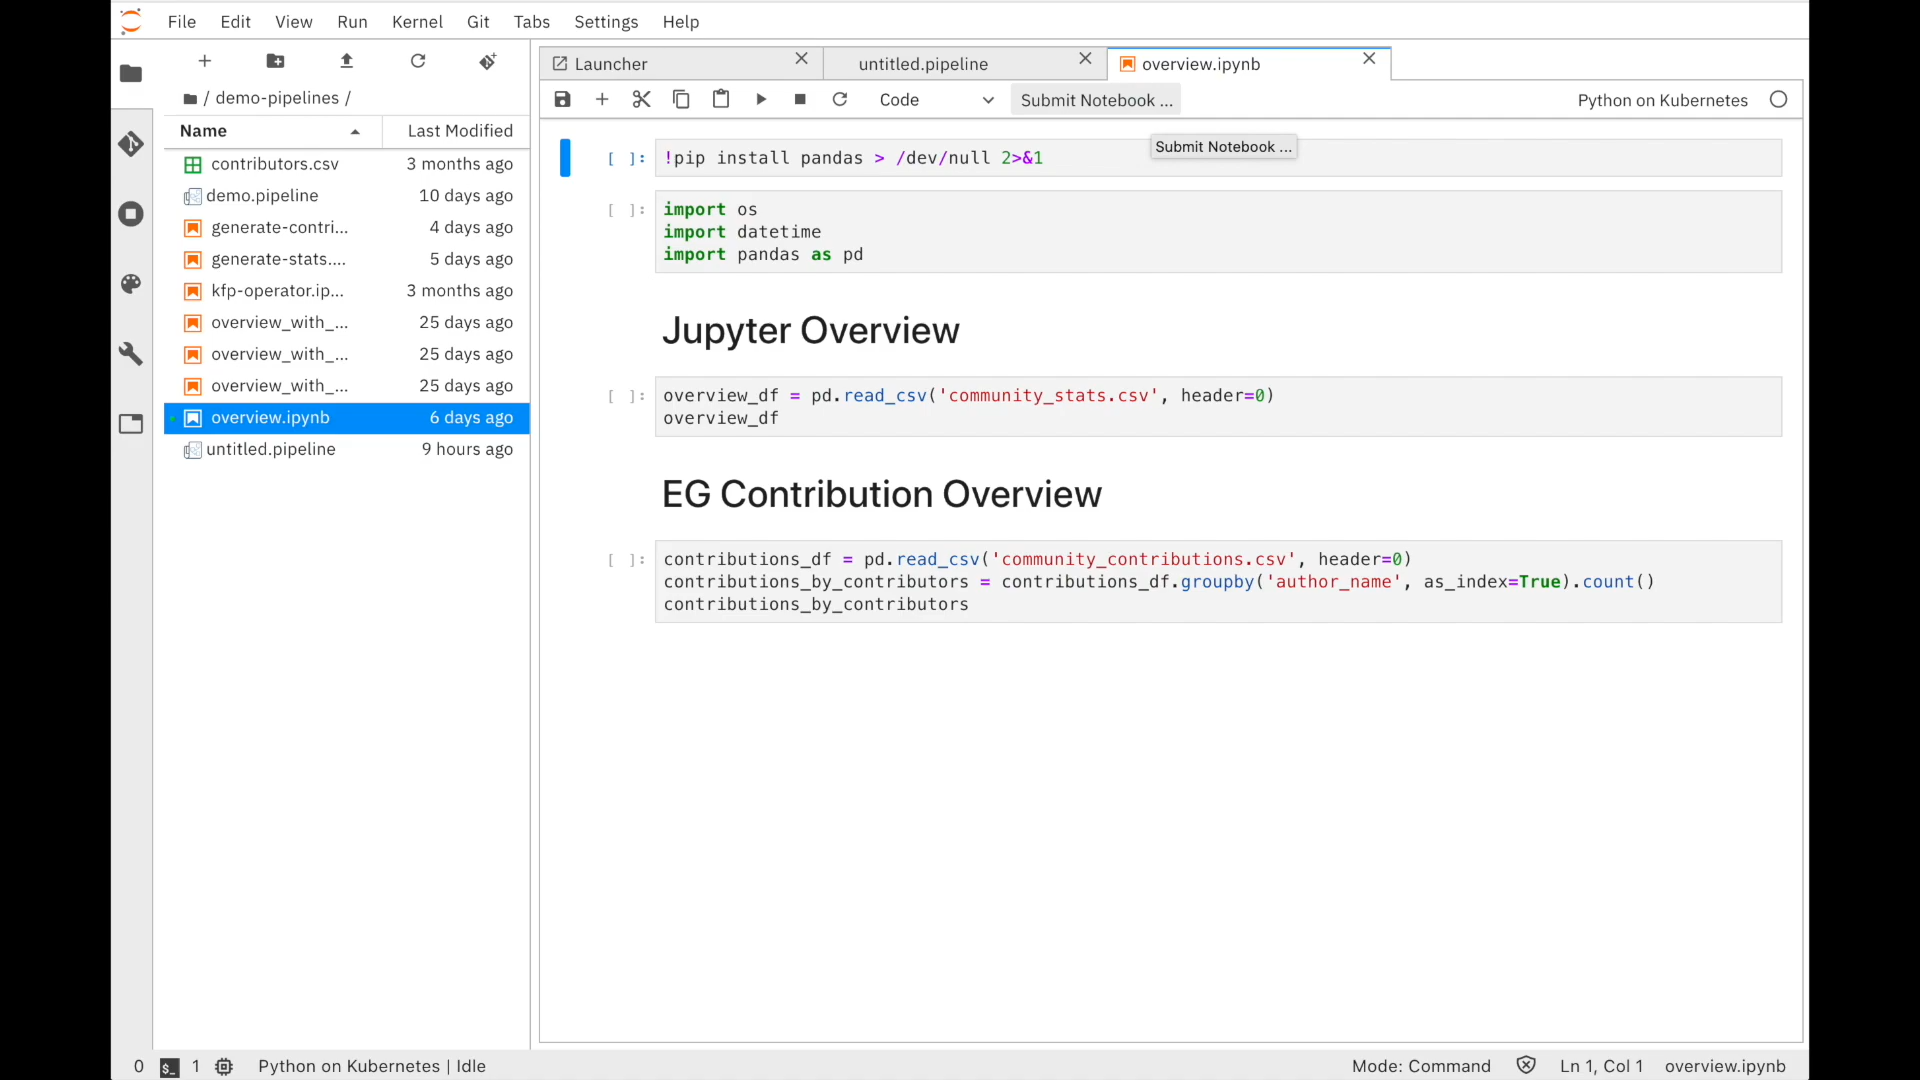 File Edit View Run Kernel Git Tabs Settings Help
/ demo-pipelines /
Name Last Modified
contributors.csv 3 months ago
demo.pipeline 10 days ago
generate-contri... 4 days ago
generate-stats.... 5 days ago
kfp-operator.ip... 3 months ago
overview_with_... 25 days ago
overview_with_... 25 days ago
overview_with_... 25 days ago
overview.ipynb 6 days ago
untitled.pipeline 9 hours ago
Launcher untitled.pipeline overview.ipynb
Code Submit Notebook ... Python on Kubernetes
Submit Notebook ...
[ ]: !pip install pandas > /dev/null 2>&1
[ ]: import os
import datetime
import pandas as pd
Jupyter Overview
[ ]: overview_df = pd.read_csv('community_stats.csv', header=0)
overview_df
EG Contribution Overview
[ ]: contributions_df = pd.read_csv('community_contributions.csv', header=0)
contributions_by_contributors = contributions_df.groupby('author_name', as_index=True).count()
contributions_by_contributors
0 $_ 1 Python on Kubernetes | Idle Mode: Command Ln 1, Col 1 overview.ipynb